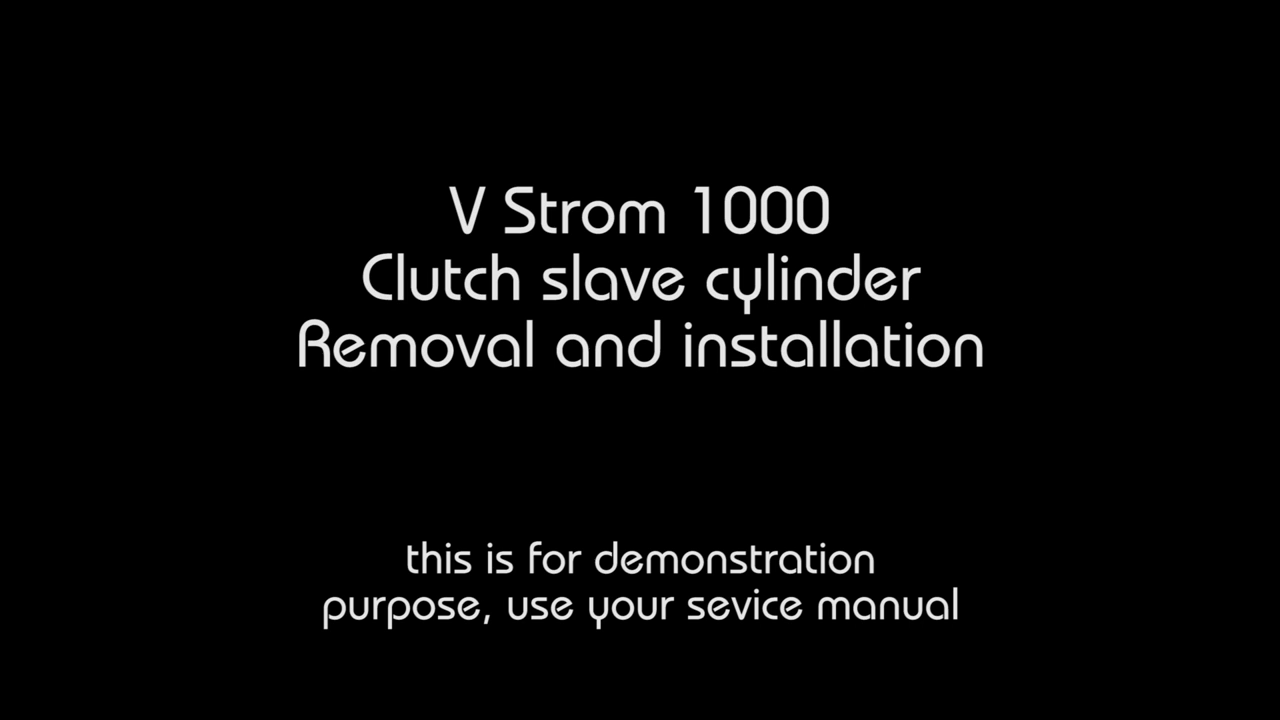 V Strom 1000
Clutch slave cylinder
Removal and installation
this is for demonstration
purpose, use your sevice manual